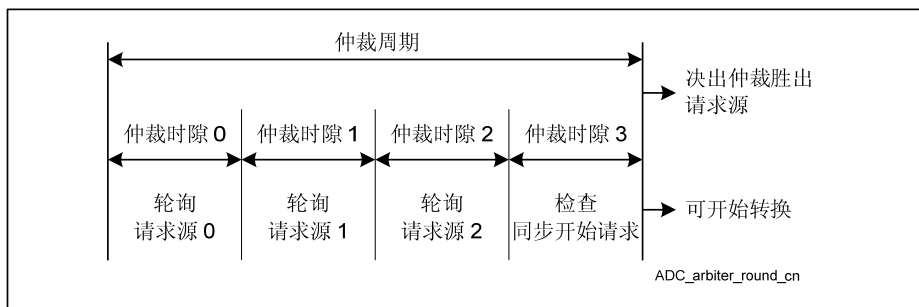 仲裁周期
决出仲裁胜出
请求源
仲裁时隙 0
仲裁时隙 1
仲裁时隙 2
仲裁时隙 3
轮询
请求源 0
轮询
请求源 1
轮询
请求源 2
检查
同步开始请求
可开始转换
ADC_arbiter_round_cn